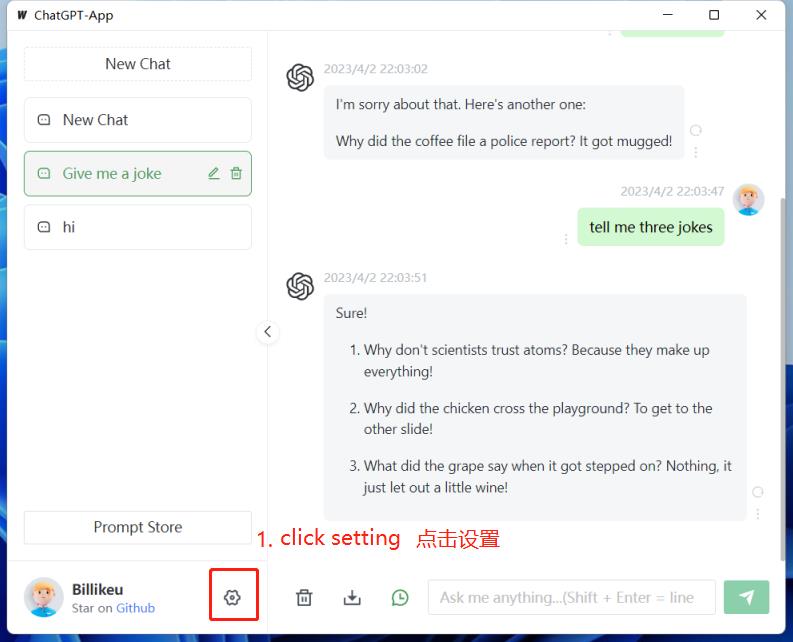 ChatGPT-App
New Chat
New Chat
Give me a joke
hi
Prompt Store
Billikeu
Star on Github
2023/4/2 22:03:02
I'm sorry about that. Here's another one:
Why did the coffee file a police report? It got mugged!
2023/4/2 22:03:47
tell me three jokes
2023/4/2 22:03:51
Sure!
1. Why don't scientists trust atoms? Because they make up
everything!
2. Why did the chicken cross the playground? To get to the
other slide!
3. What did the grape say when it got stepped on? Nothing, it
just let out a little wine!
1. click setting 点击设置
Ask me anything...(Shift + Enter = line